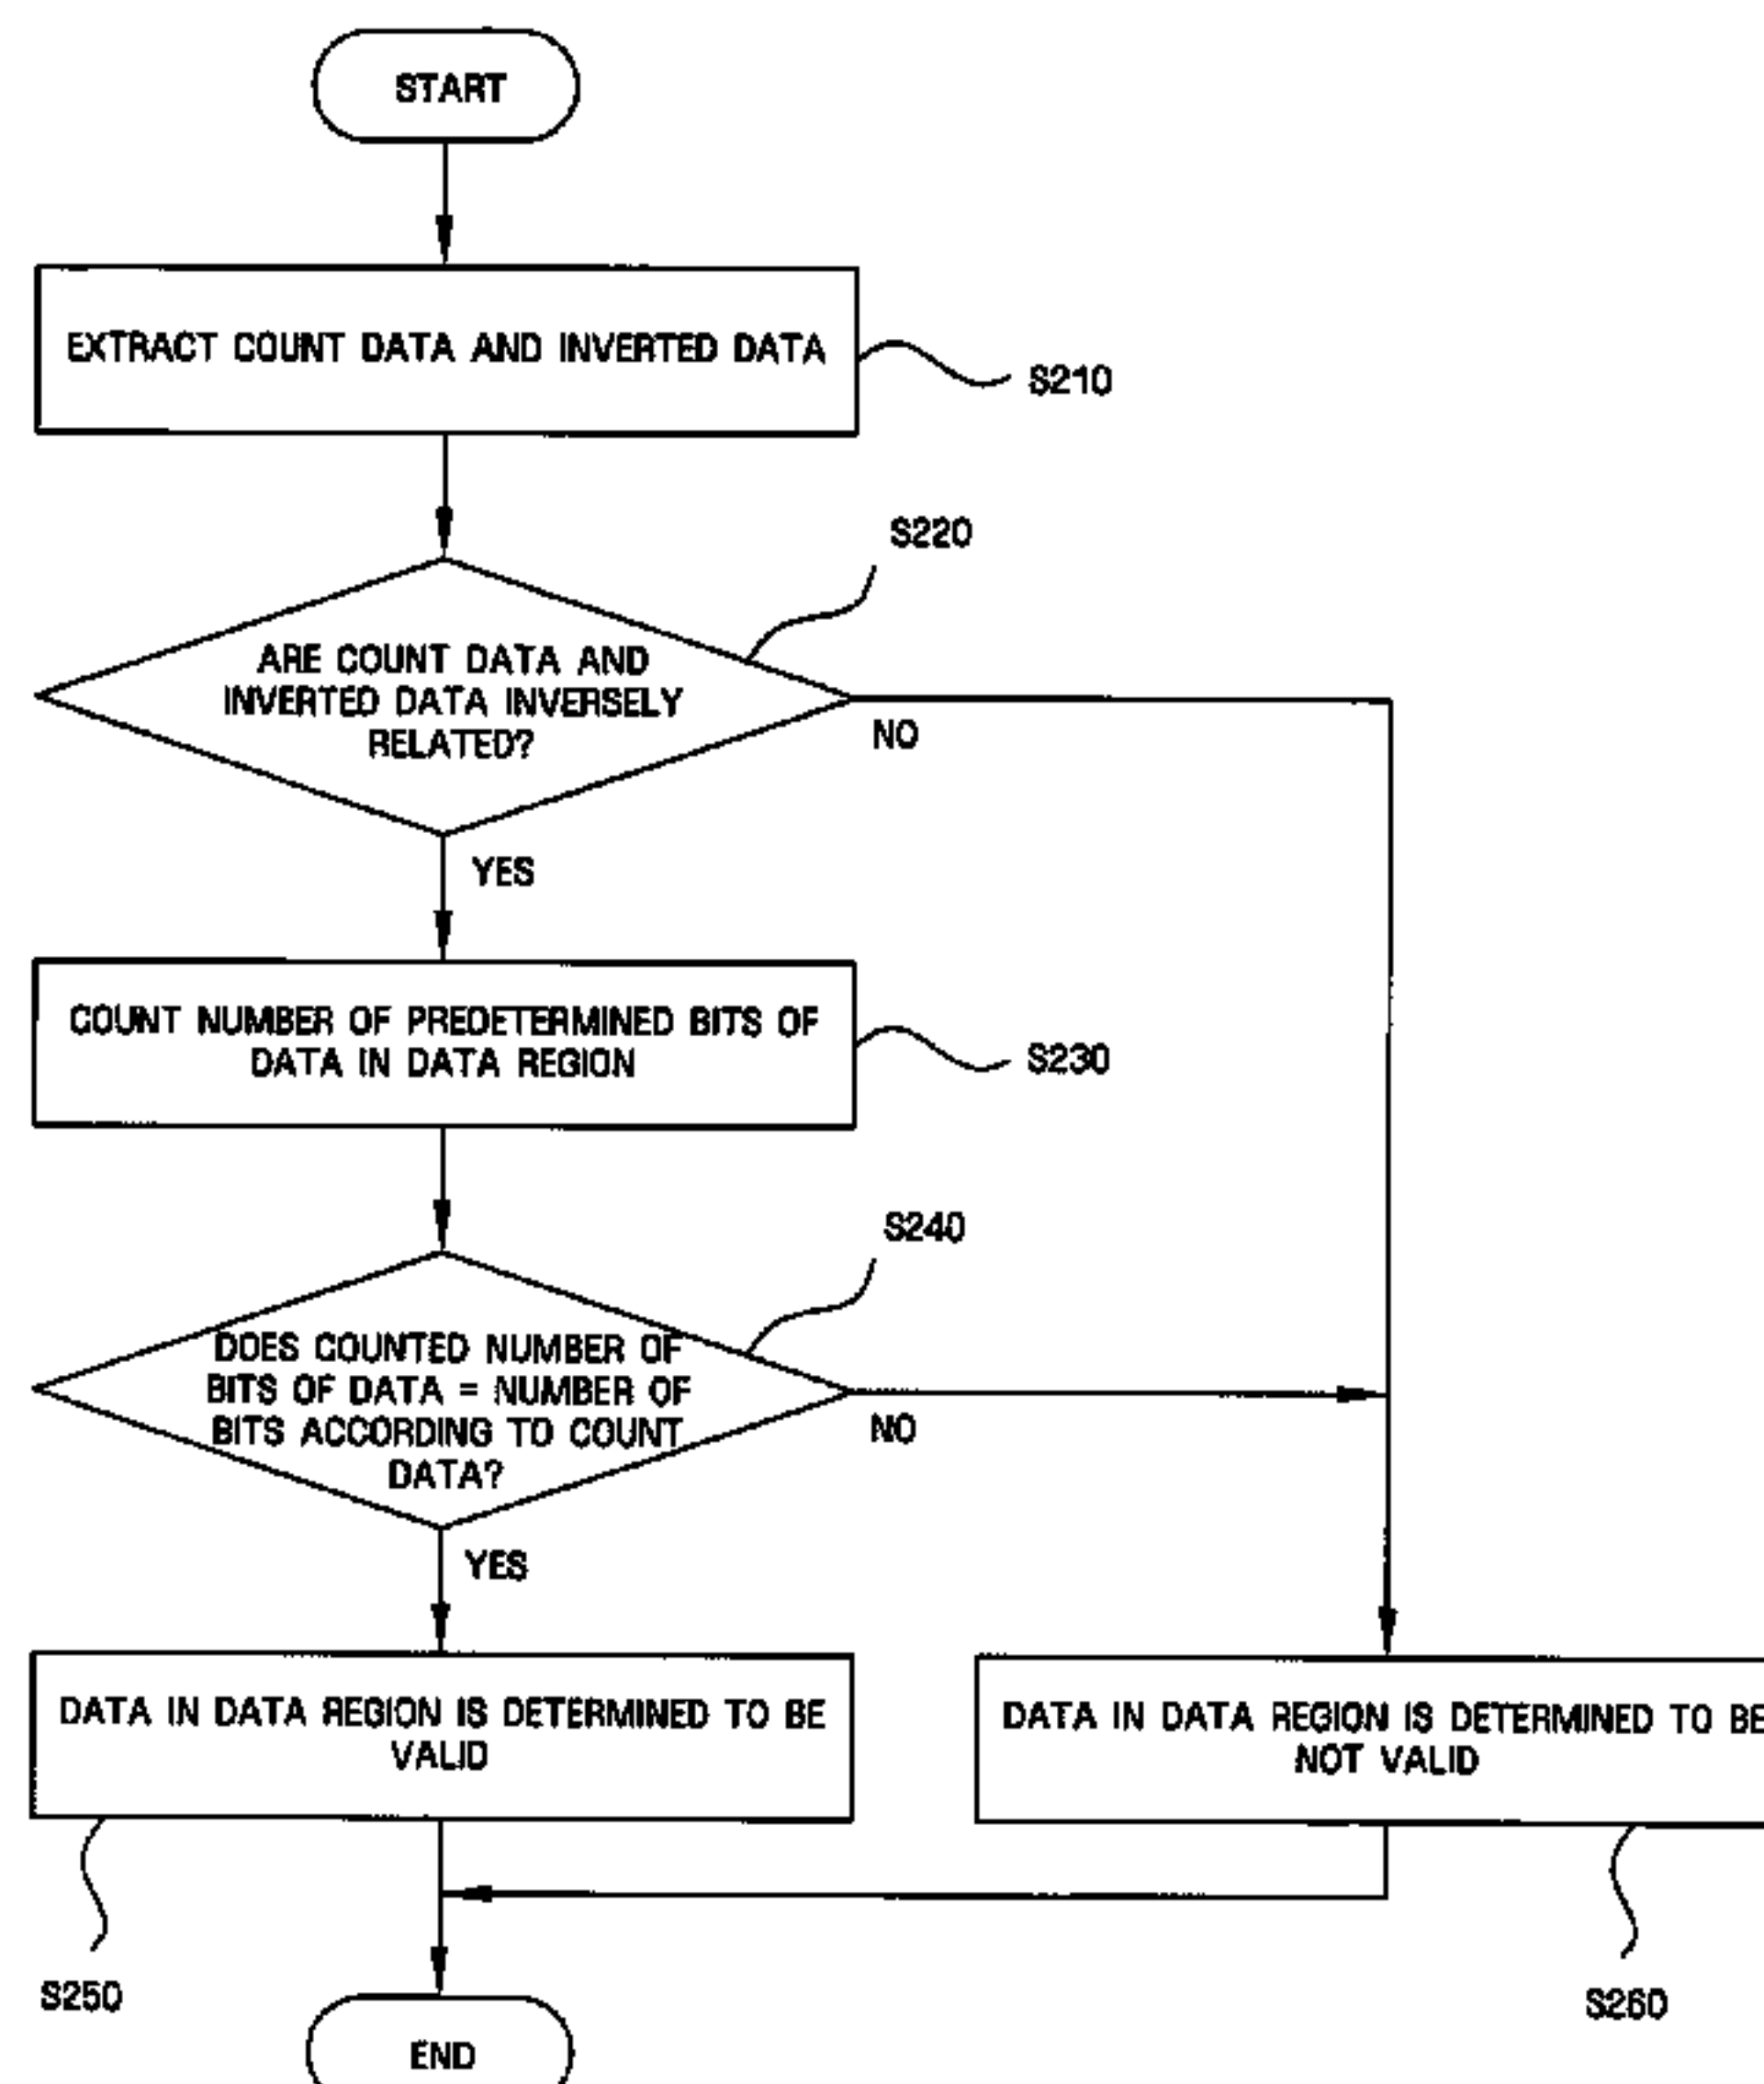 START
EXTRACT COUNT DATA AND INVERTED DATA
S210
S220
ARE COUNT DATA AND
INVERTED DATA INVERSELY
RELATED?
NO
YES
COUNT NUMBER OF PREDETERMINED BITS OF
DATA IN DATA REGION
S230
S240
DOES COUNTED NUMBER OF
BITS OF DATA = NUMBER OF
BITS ACCORDING TO COUNT
DATA?
NO
YES
DATA IN DATA REGION IS DETERMINED TO BE
VALID
DATA IN DATA REGION IS DETERMINED TO BE
NOT VALID
S250
S260
END